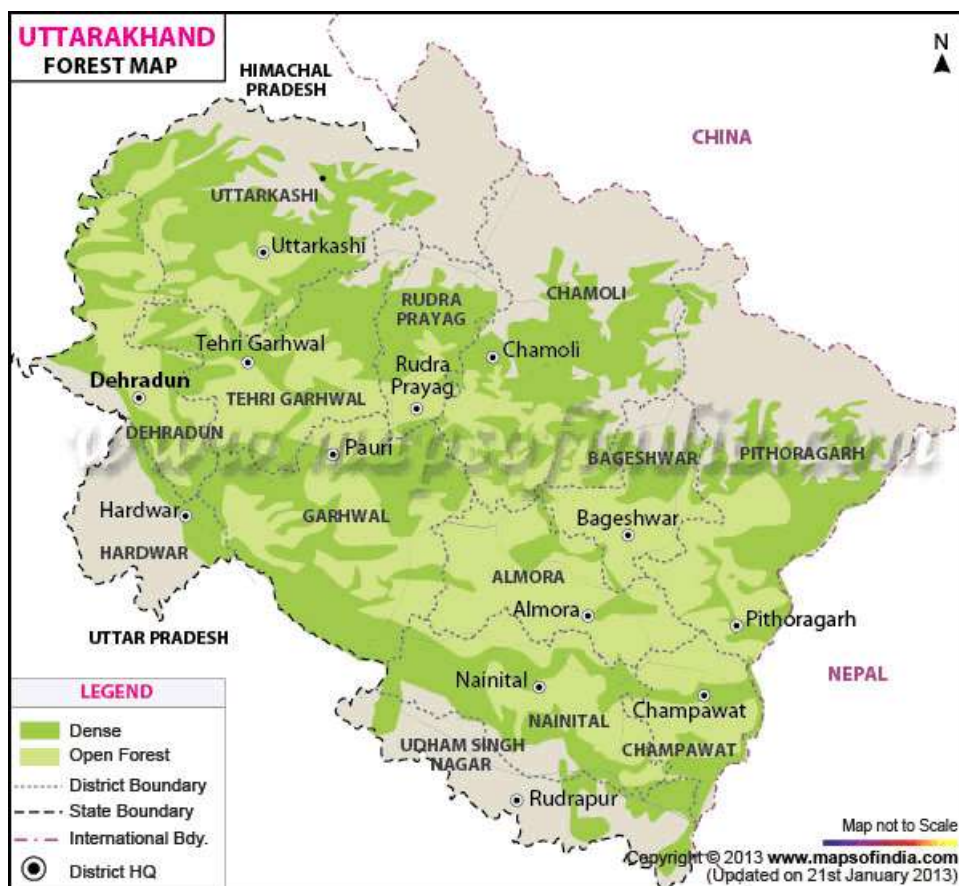 UTTARAKHAND
FOREST MAP
N
HIMACHAL
PRADESH
CHINA
UTTARKASHI
Uttarkashi
RUDRA
PRAYAG
CHAMOLI
Tehri Garhwal
Rudra
Prayag
Chamoli
Dehradun
TEHRI GARHWAL
DEHRADUN
Pauri
BAGESHWAR
PITHORAGARH
www.mapsofindia.com
Hardwar
GARHWAL
Bageshwar
HARDWAR
ALMORA
Almora
Pithoragarh
UTTAR PRADESH
NEPAL
Nainital
Champawat
NAINITAL
UDHAM SINGH
NAGAR
CHAMPAWAT
Rudrapur
LEGEND
Dense
Open Forest
District Boundary
State Boundary
International Bdy.
District HQ
Map not to Scale
Copyright © 2013 www.mapsofindia.com
(Updated on 21st January 2013)